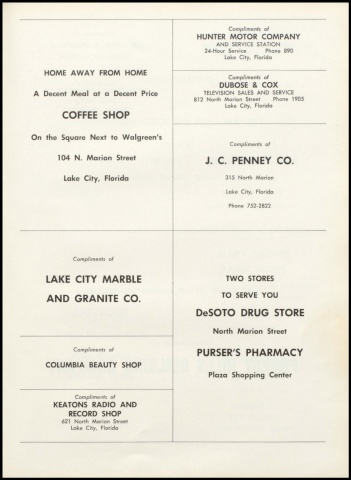 HOME AWAY FROM HOME
A Decent Meal at a Decent Price
COFFEE SHOP
On the Square Next to Walgreen's
104 N. Marion Street
Lake City, Florida
Compliments of
HUNTER MOTOR COMPANY
AND SERVICE STATION
24-Hour Service Phone 890
Lake City, Florida
Compliments of
DUBOSE & COX
TELEVISION SALES AND SERVICE
812 North Marion Street Phone 1905
Lake City, Florida
Compliments of
J. C. PENNEY CO.
315 North Marion
Lake City, Florida
Phone 752-2822
Compliments of
LAKE CITY MARBLE
AND GRANITE CO.
Compliments of
COLUMBIA BEAUTY SHOP
Compliments of
KEATONS RADIO AND
RECORD SHOP
621 North Marion Street
Lake City, Florida
TWO STORES
TO SERVE YOU
DeSOTO DRUG STORE
North Marion Street
PURSER'S PHARMACY
Plaza Shopping Center